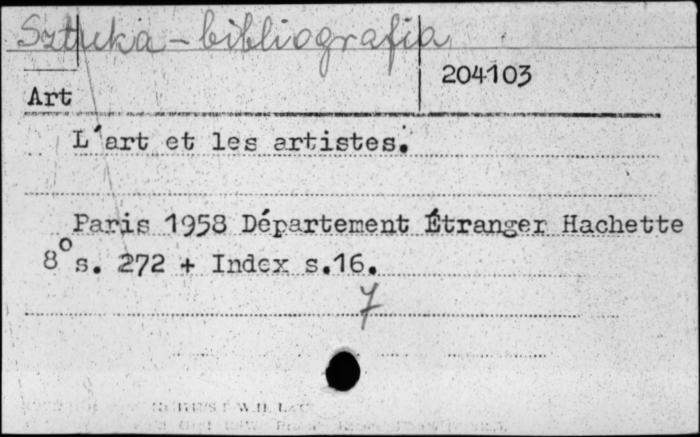 Sztuka - bibliografia
204103
Art
L'art et les artistes.
Paris 1958 Département Étranger Hachette
8° s. 272 + Index s.16.
7